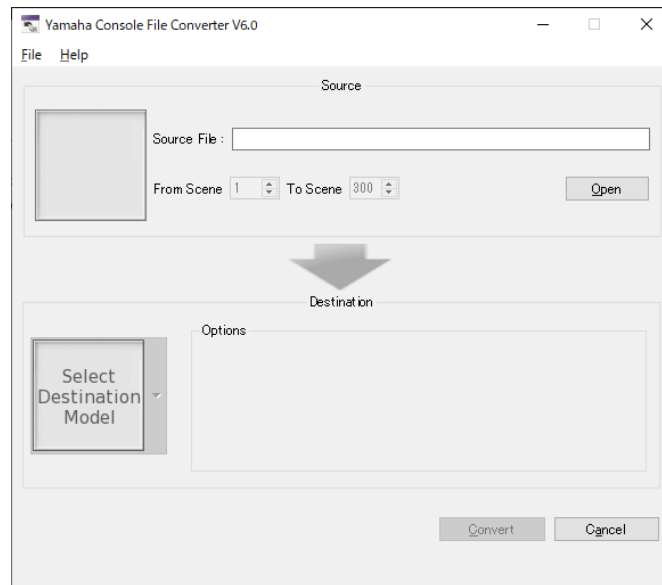 Yamaha Console File Converter V6.0
File Help
Source
Source File :
From Scene 1 To Scene 300
Open
Destination
Options
Select
Destination
Model
Convert Cancel